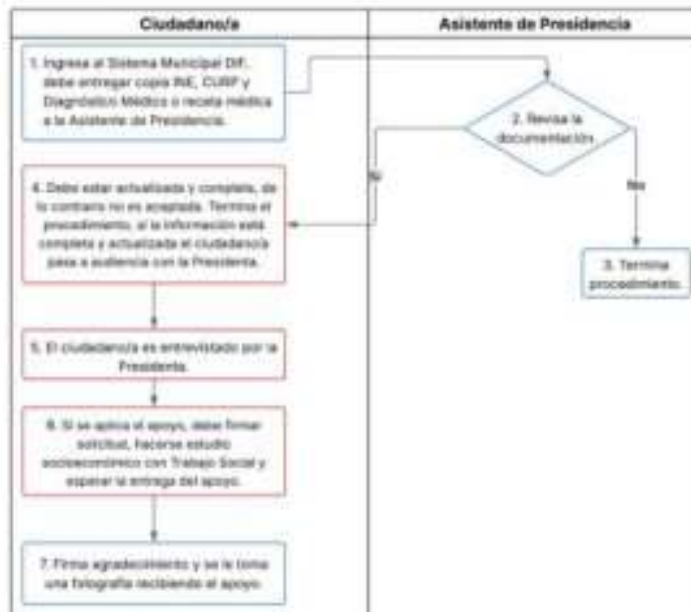 Ciudadano/a
Asistente de Presidencia
1. Ingresa al Sistema Municipal DIF,
debe entregar copia INE, CURP y
Diagnóstico Médico o receta médica
a la Asistente de Presidencia.
2. Revisa la
documentación.
Si
No
3. Termina
procedimiento.
4. Debe estar actualizada y completa, de
lo contrario no es aceptada. Termina el
procedimiento, si la información está
completa y actualizada el ciudadano/a
pasa a audiencia con la Presidenta.
5. El ciudadano/a es entrevistado por la
Presidenta.
6. Si se aplica el apoyo, debe firmar
solicitud, hacerse estudio
socioeconómico con Trabajo Social y
esperar la entrega del apoyo.
7. Firma agradecimiento y se le toma
una fotografía recibiendo el apoyo.